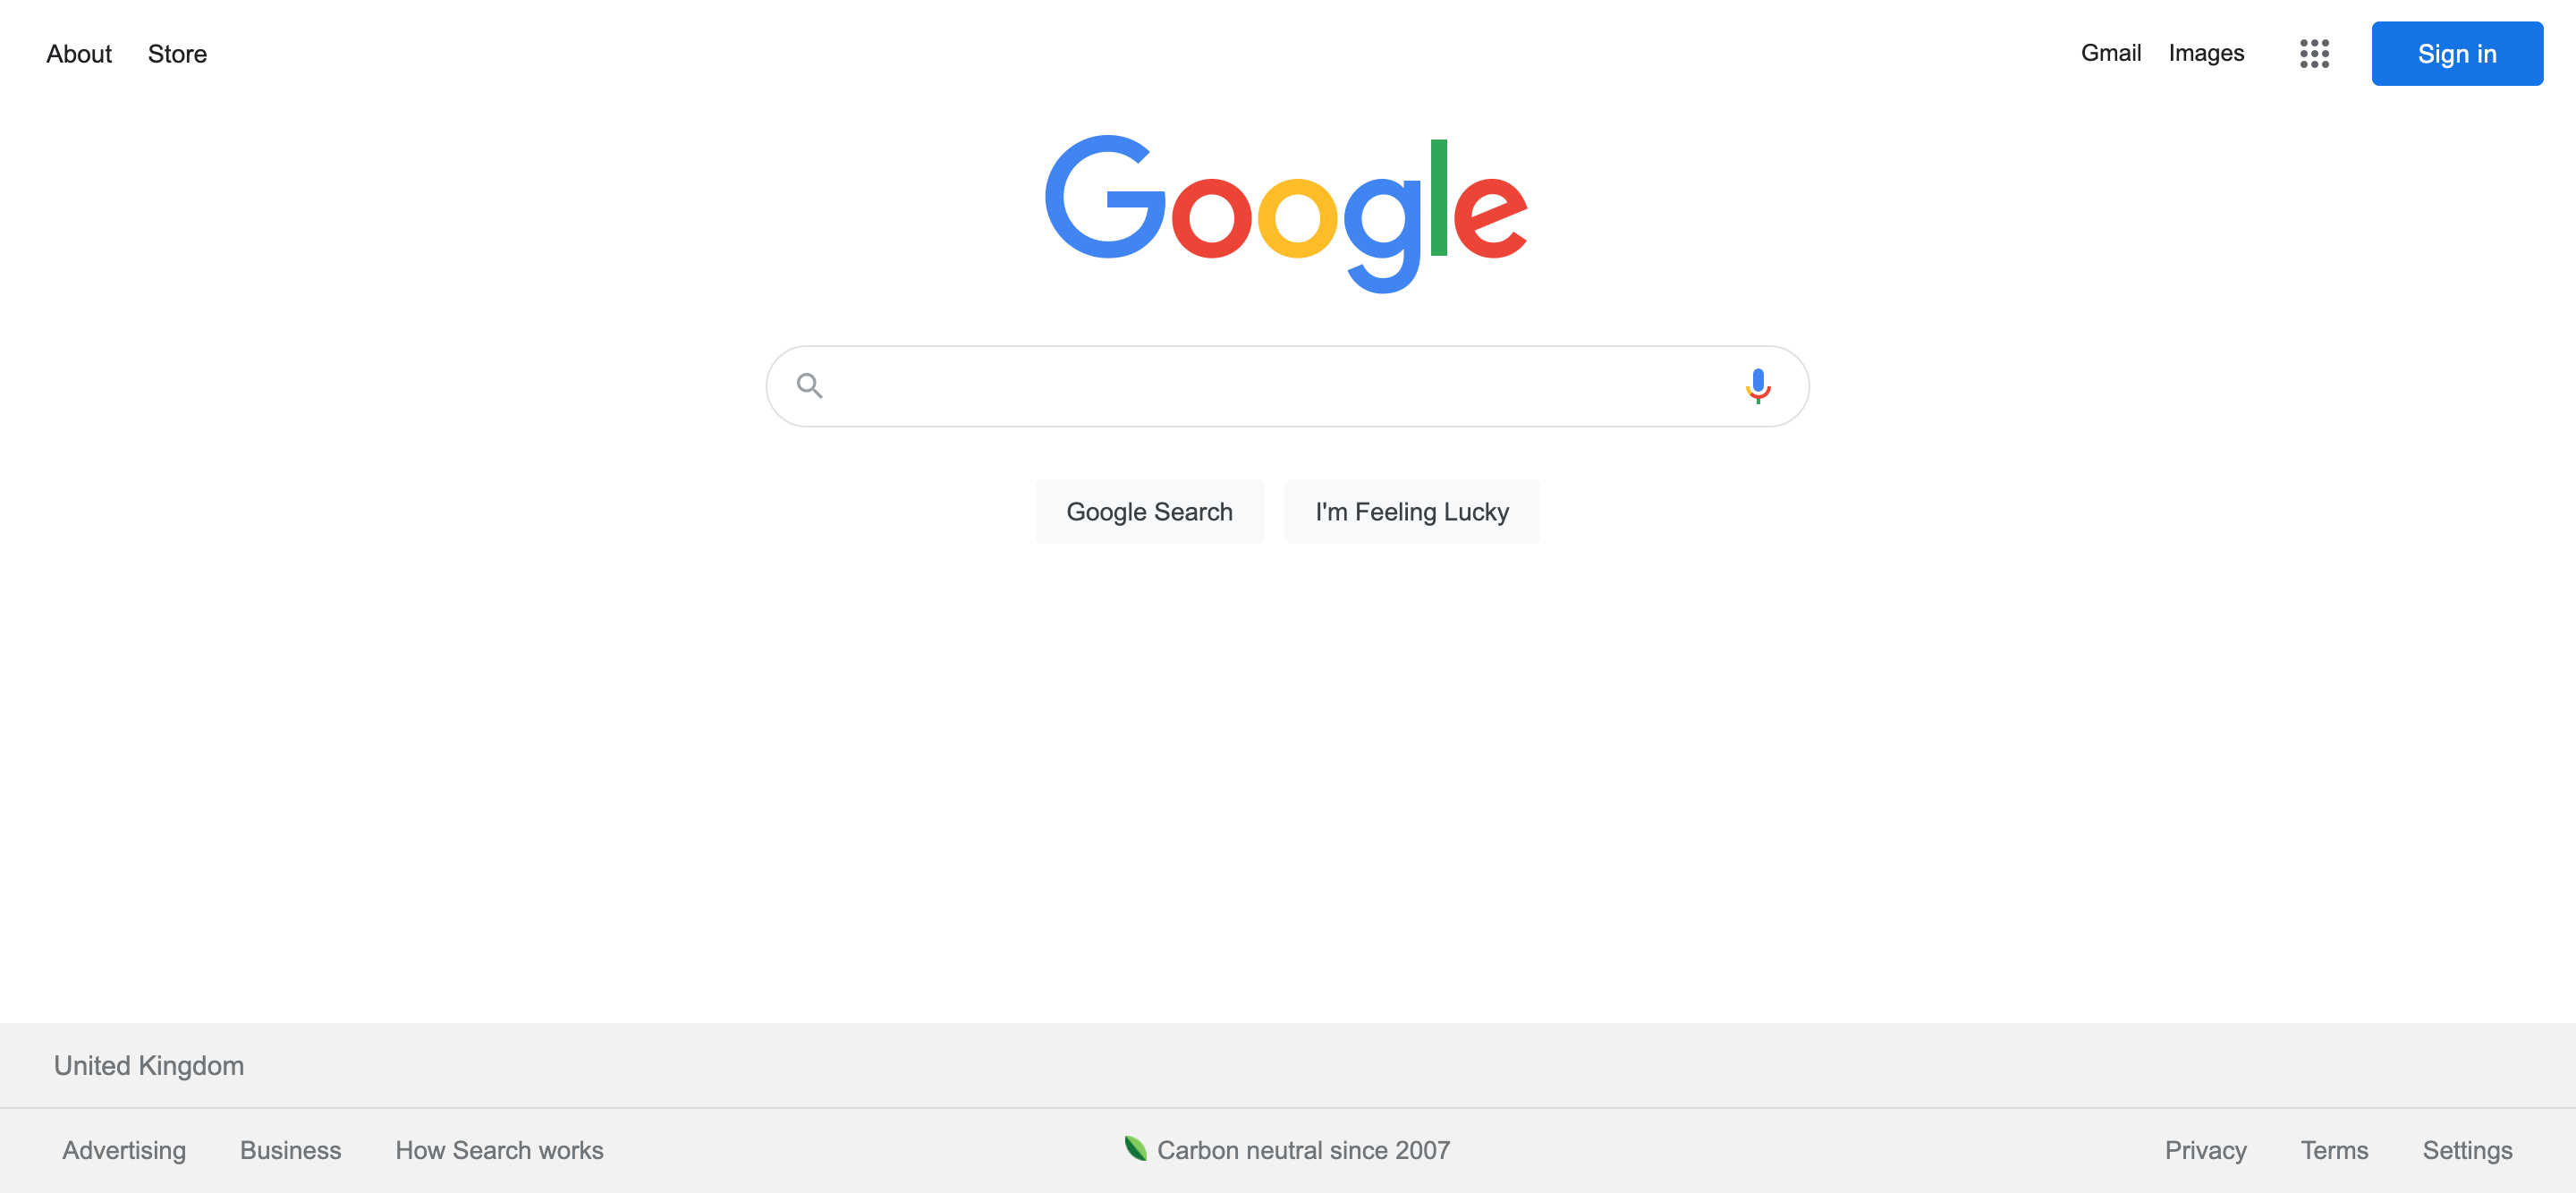 About Store Gmail Images Sign in
Google
Google Search I'm Feeling Lucky
United Kingdom
Advertising Business How Search works Carbon neutral since 2007 Privacy Terms Settings